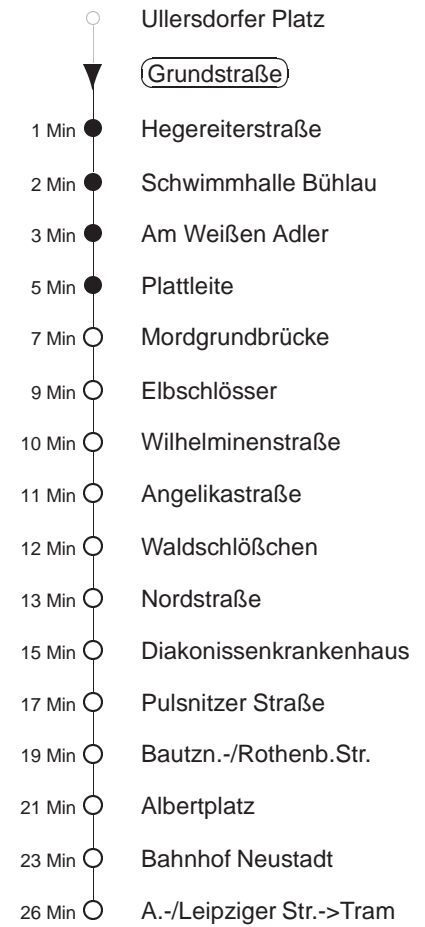 Ullersdorfer Platz
Grundstraße
1 Min Hegereiterstraße
2 Min Schwimmhalle Bühlau
3 Min Am Weißen Adler
5 Min Plattleite
7 Min Mordgrundbrücke
9 Min Elbschlösser
10 Min Wilhelminenstraße
11 Min Angelikastraße
12 Min Waldschlößchen
13 Min Nordstraße
15 Min Diakonissenkrankenhaus
17 Min Pulsnitzer Straße
19 Min Bautzn.-/Rothenb.Str.
21 Min Albertplatz
23 Min Bahnhof Neustadt
26 Min A.-/Leipziger Str.->Tram